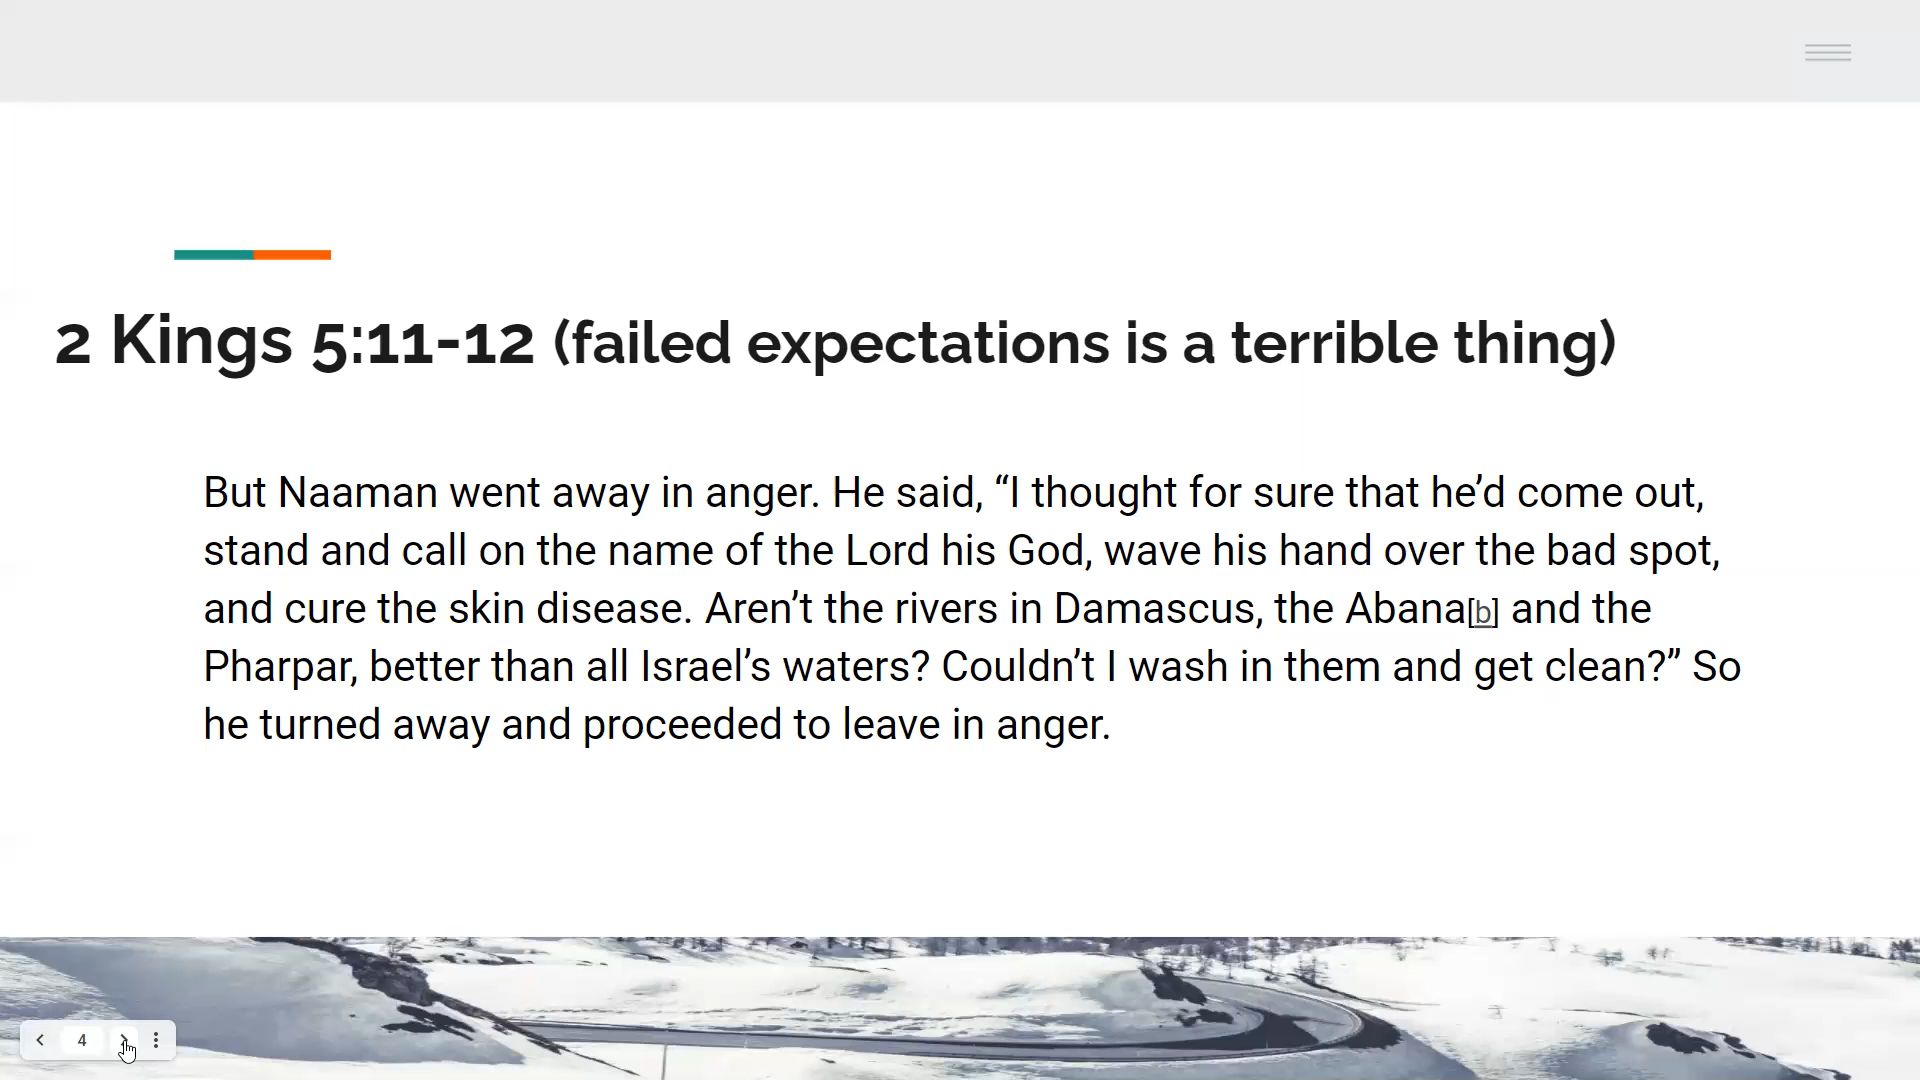 2 Kings 5:11-12 (failed expectations is a terrible thing)
But Naaman went away in anger. He said, “I thought for sure that he’d come out,
stand and call on the name of the Lord his God, wave his hand over the bad spot,
and cure the skin disease. Aren’t the rivers in Damascus, the Abana[b] and the
Pharpar, better than all Israel’s waters? Couldn’t I wash in them and get clean?” So
he turned away and proceeded to leave in anger.
4